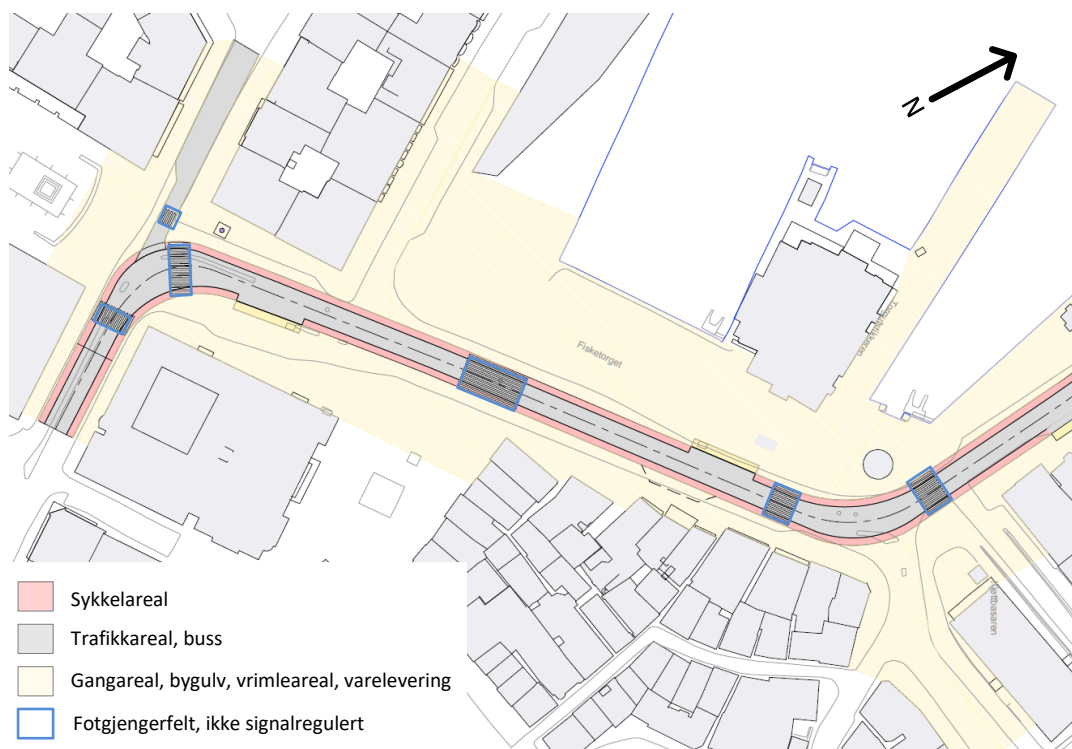 N
Fisketorget
Sykkelareal
Trafikkareal, buss
Gangareal, bygulv, vrimleareal, varelevering
Fotgjengerfelt, ikke signalregulert